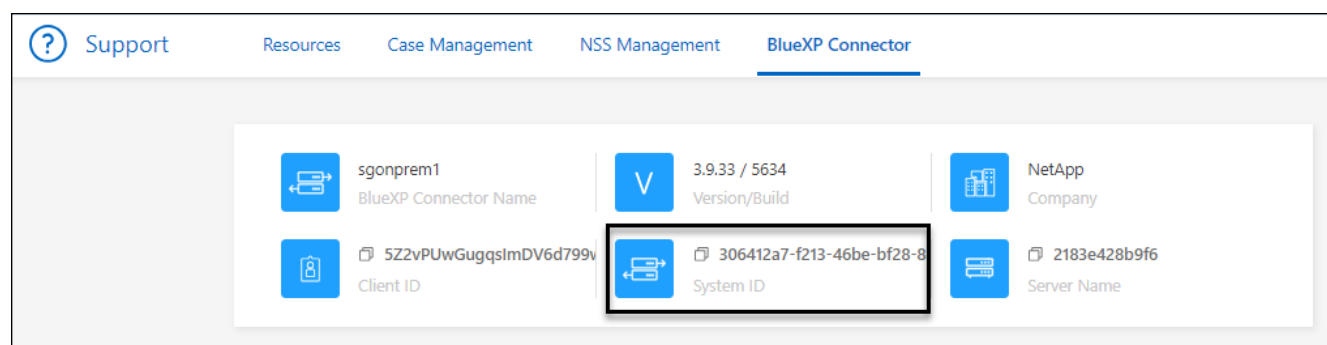 Support
Resources
Case Management
NSS Management
BlueXP Connector
sgonprem1
BlueXP Connector Name
V
3.9.33 / 5634
Version/Build
NetApp
Company
5Z2vPUwGugqsImDV6d799v
Client ID
306412a7-f213-46be-bf28-8
System ID
2183e428b9f6
Server Name